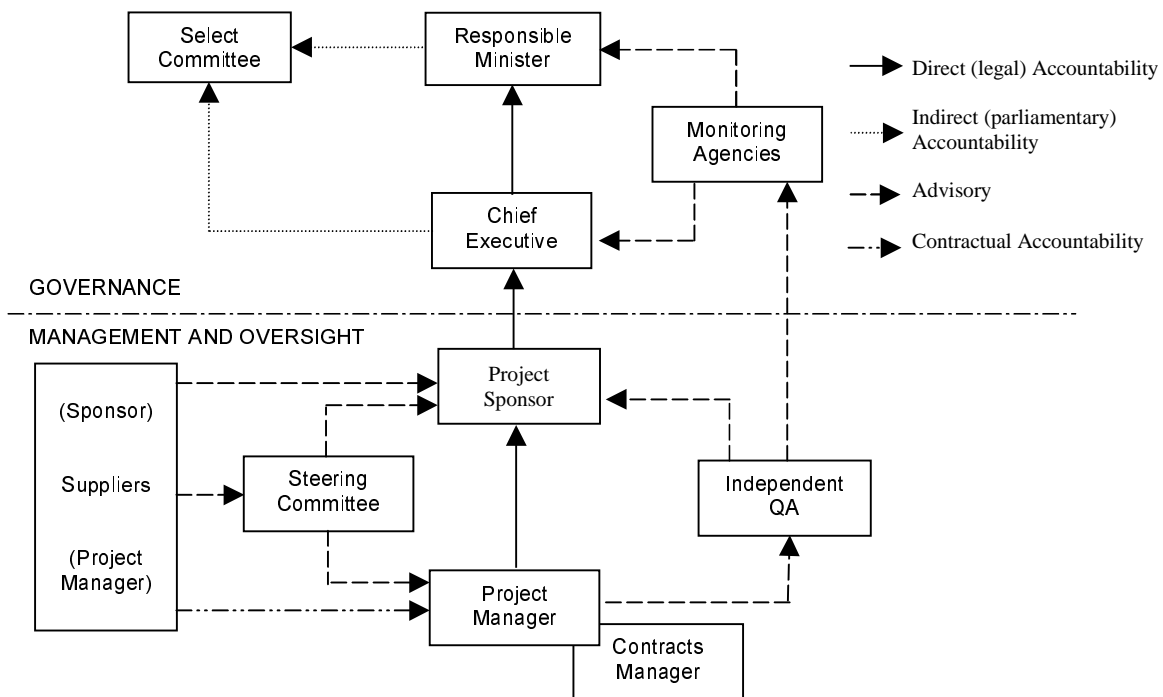 Select
Committee
Responsible
Minister
Monitoring
Agencies
Chief
Executive
Direct (legal) Accountability
Indirect (parliamentary)
Accountability
Advisory
Contractual Accountability
GOVERNANCE
MANAGEMENT AND OVERSIGHT
(Sponsor)
Suppliers
(Project
Manager)
Steering
Committee
Project
Sponsor
Independent
QA
Project
Manager
Contracts
Manager